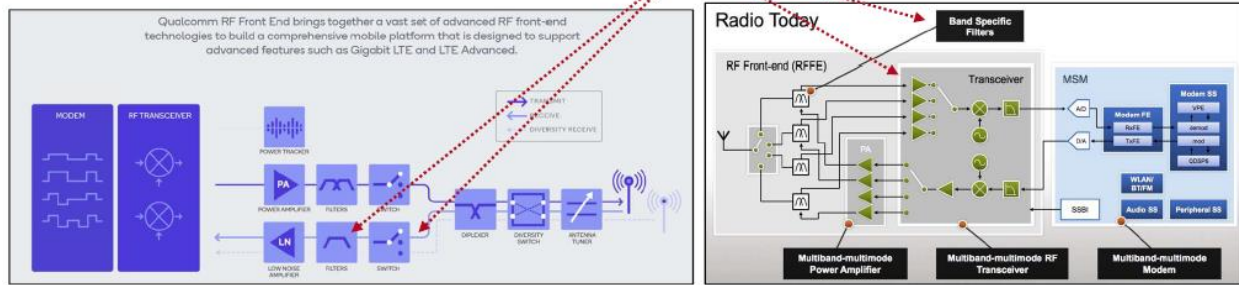 Qualcomm RF Front End brings together a vast set of advanced RF front-end
technologies to build a comprehensive mobile platform that is designed to support
advanced features such as Gigabit LTE and LTE Advanced.
MODEM
RF TRANSCEIVER
TRANSMIT
RECEIVE
DIVERSITY RECEIVE
POWER TRACKER
PA
POWER AMPLIFIER
FILTERS
SWITCH
LN
LOW NOISE
AMPLIFIER
FILTERS
SWITCH
DIPLEXER
DIVERSITY
SWITCH
ANTENNA
TUNER
Radio Today
Band Specific
Filters
RF Front-end (RFFE)
Transceiver
PA
MSM
A/D
D/A
Modem FE
RxFE
TxFE
Modem SS
VPE
demod
mod
QDSP6
WLAN/
BT/FM
SSBI
Audio SS
Peripheral SS
Multiband-multimode
Power Amplifier
Multiband-multimode RF
Transceiver
Multiband-multimode
Modem